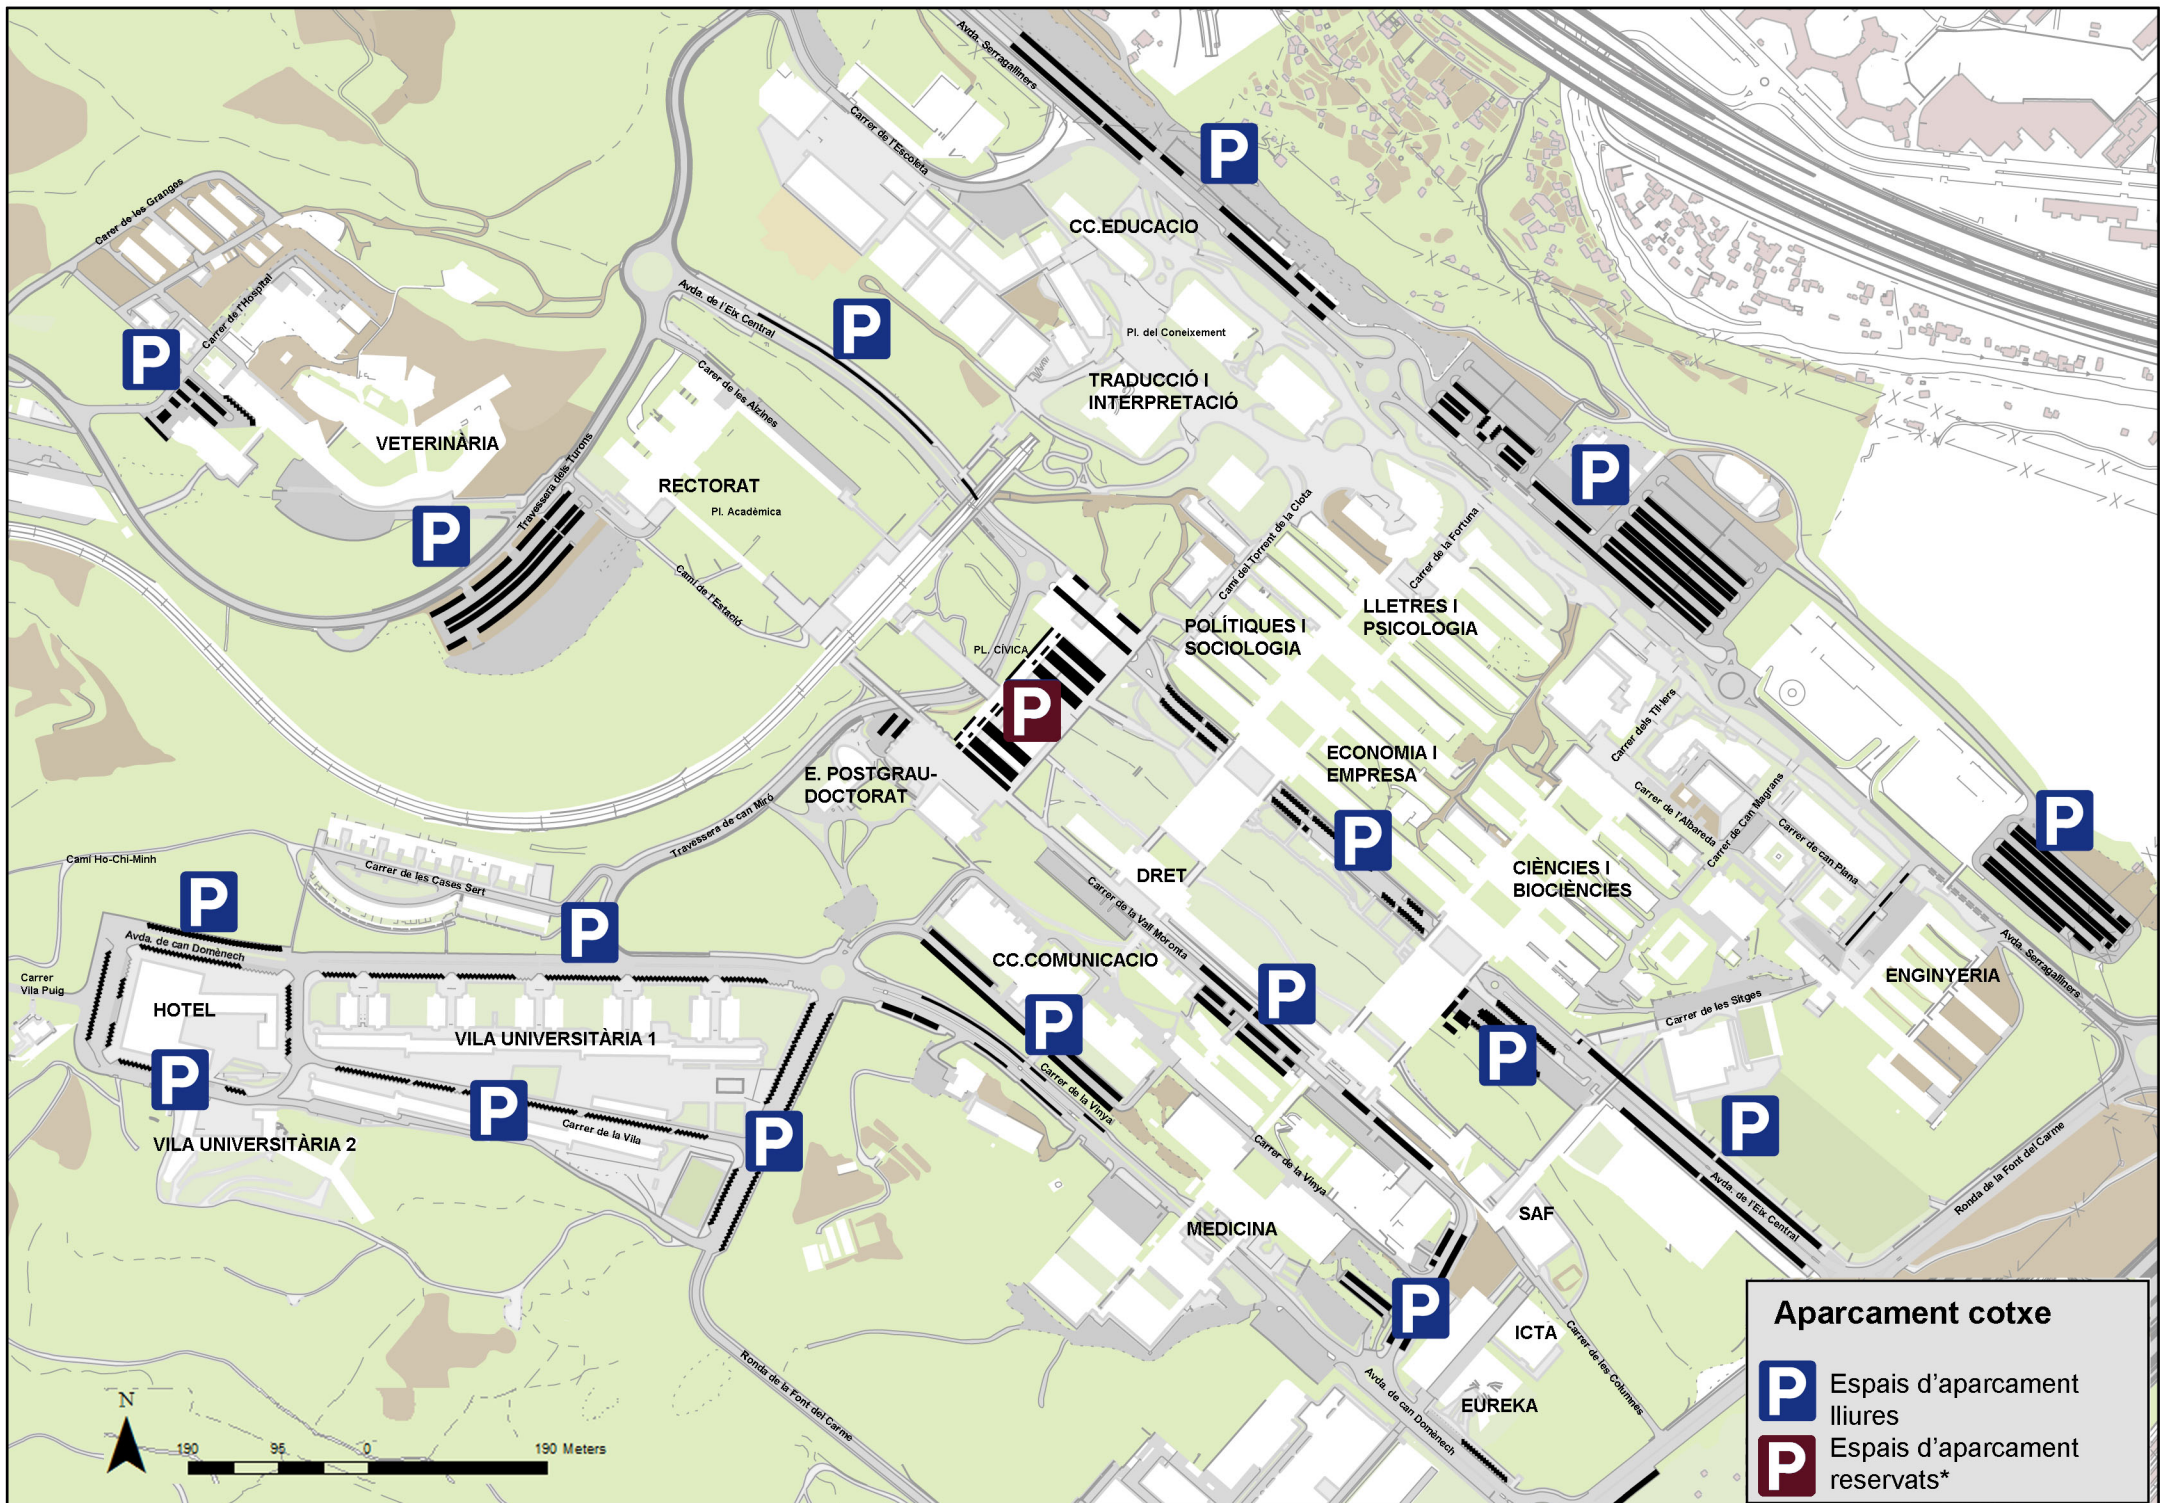 Avda. Serragalliners
P
Carrer de l'Escoleta
Carer de les Granges
CC.EDUCACIO
Carrer de l'Hospital
Avda. de l'Eix Central
P
Pl. del Coneixement
P
Carer de les Alzines
TRADUCCIÓ I
INTERPRETACIÓ
VETERINÀRIA
Travessera dels Turons
RECTORAT
Pl. Acadèmica
P
P
Camí del Torrent de la Clota
Carrer de la Fortuna
Camí de l'Estació
LLETRES I
PSICOLOGIA
POLÍTIQUES I
SOCIOLOGIA
PL. CÍVICA
P
Carrer dels Til·lers
ECONOMIA I
EMPRESA
E. POSTGRAU-
DOCTORAT
Travessera de can Miró
Carrer de l'Albareda
Carrer de Can Magrans
Carrer de can Plana
P
P
Camí Ho-Chi-Minh
Carrer de les Cases Sert
DRET
CIÈNCIES I
BIOCIÈNCIES
P
P
Carrer de la Vall Moronta
Avda. de can Domènech
CC.COMUNICACIO
Avda. Serragalliners
ENGINYERIA
Carrer
Vila Puig
HOTEL
P
P
Carrer de les Sitges
VILA UNIVERSITÀRIA 1
P
P
P
Carrer de la Vinya
P
Carrer de la Vila
P
P
VILA UNIVERSITÀRIA 2
Carrer de la Vinya
Ronda de la Font del Carme
MEDICINA
SAF
Avda. de l'Eix Central
P
ICTA
Carrer de les Columnes
Ronda de la Font del Carme
Avda. de can Domènech
EUREKA
N
190 95 0 190 Meters
Aparcament cotxe
P Espais d'aparcament
lliures
P Espais d'aparcament
reservats*